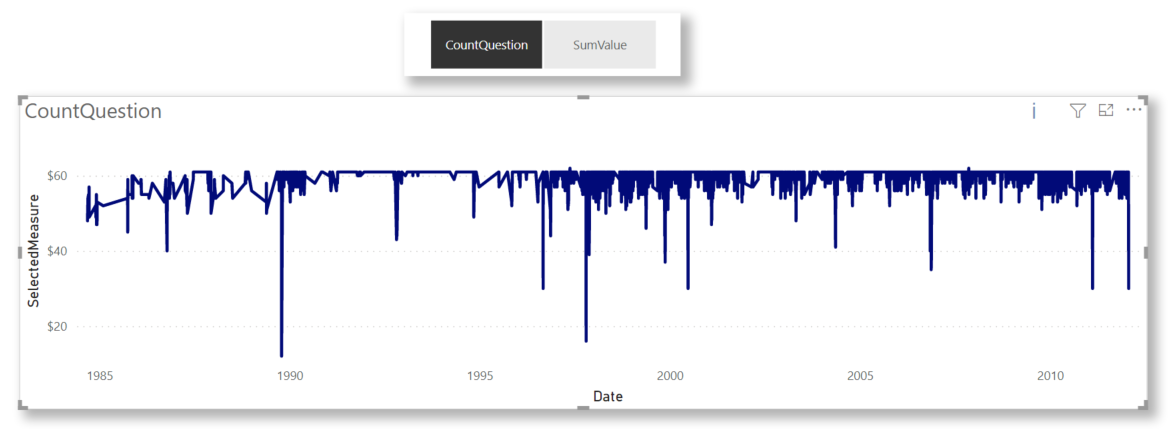 CountQuestion SumValue
CountQuestion
SelectedMeasure
$60
$40
$20
1985 1990 1995 2000 2005 2010
Date